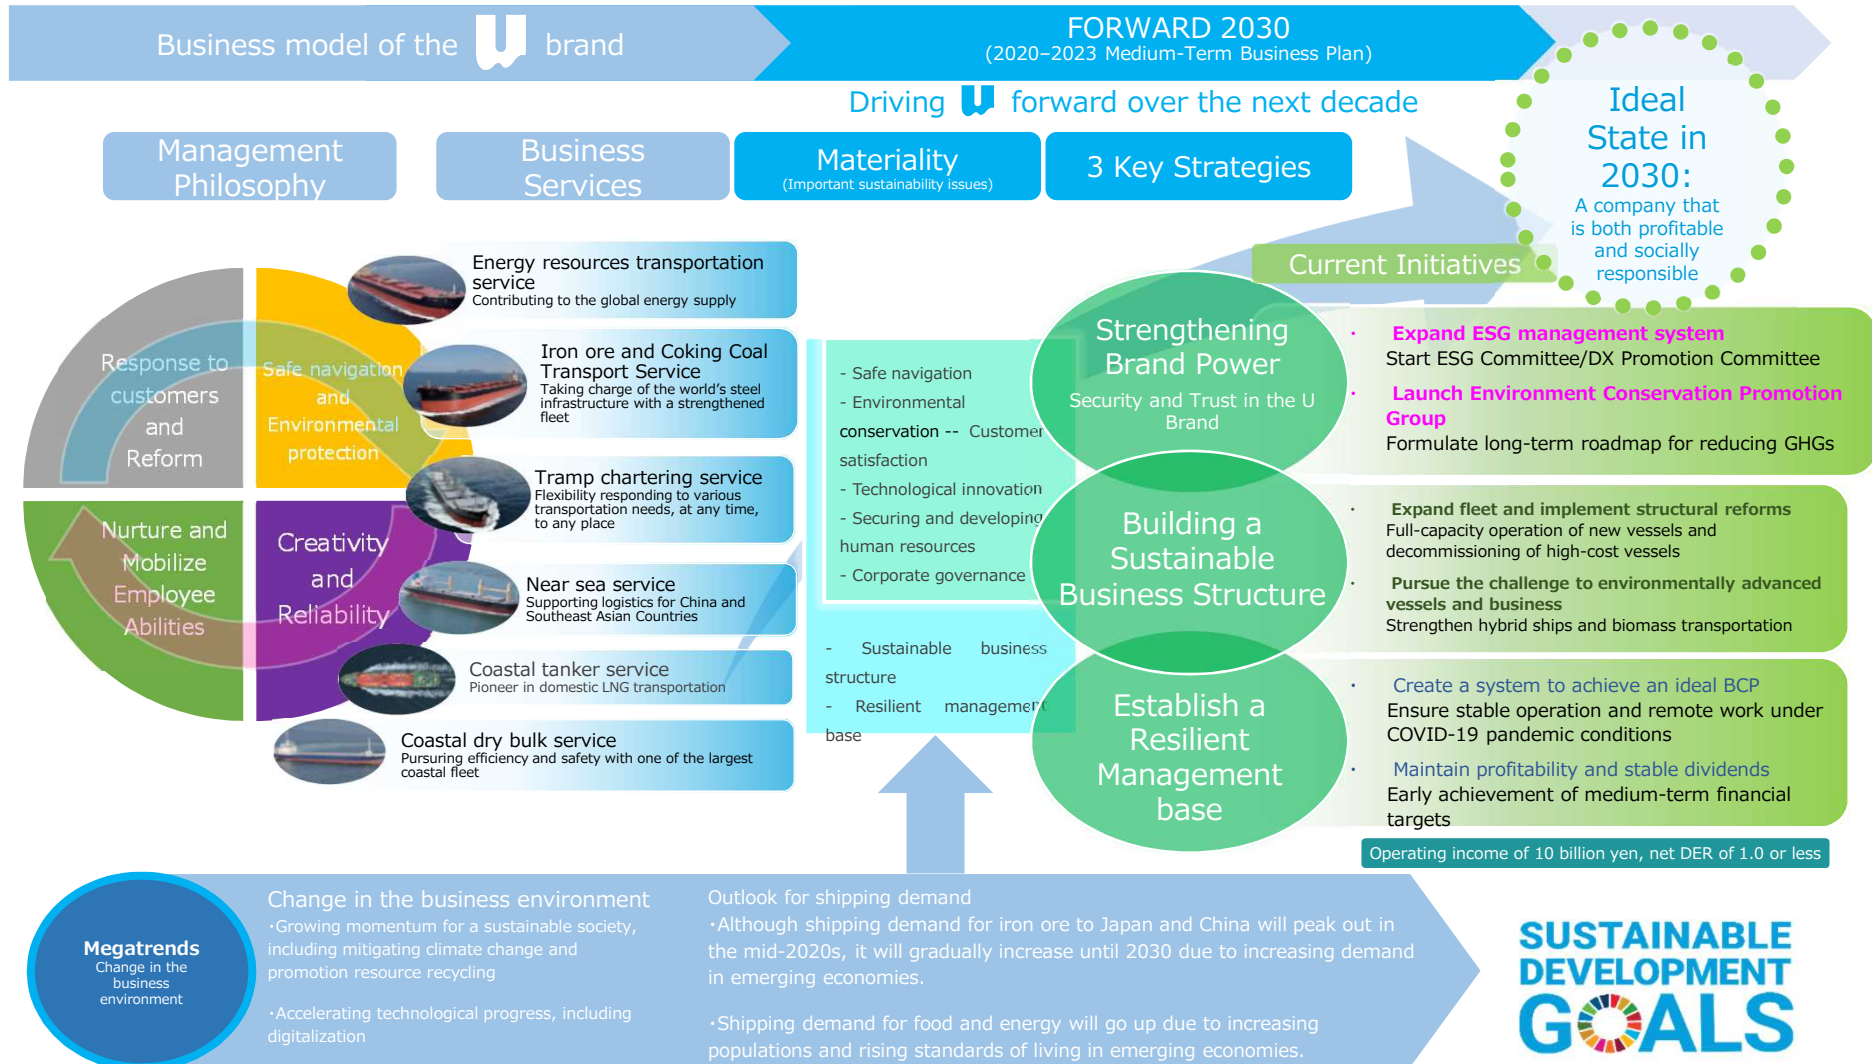 Business model of the U brand
FORWARD 2030
(2020–2023 Medium-Term Business Plan)
Driving U forward over the next decade
Ideal
State in
2030:
A company that
is both profitable
and socially
responsible
Management
Philosophy
Business
Services
Materiality
(Important sustainability issues)
3 Key Strategies
Current Initiatives
Response to
customers
and
Reform
Safe navigation
and
Environmental
protection
Nurture and
Mobilize
Employee
Abilities
Creativity
and
Reliability
Energy resources transportation
service
Contributing to the global energy supply
Iron ore and Coking Coal
Transport Service
Taking charge of the world's steel
infrastructure with a strengthened
fleet
Tramp chartering service
Flexibility responding to various
transportation needs, at any time,
to any place
Near sea service
Supporting logistics for China and
Southeast Asian Countries
Coastal tanker service
Pioneer in domestic LNG transportation
Coastal dry bulk service
Pursuring efficiency and safety with one of the largest
coastal fleet
- Safe navigation
- Environmental
conservation -- Customer
satisfaction
- Technological innovation
- Securing and developing
human resources
- Corporate governance
- Sustainable business
structure
- Resilient management
base
Strengthening
Brand Power
Security and Trust in the U
Brand
Building a
Sustainable
Business Structure
Establish a
Resilient
Management
base
・ Expand ESG management system
Start ESG Committee/DX Promotion Committee
・ Launch Environment Conservation Promotion
Group
Formulate long-term roadmap for reducing GHGs
・ Expand fleet and implement structural reforms
Full-capacity operation of new vessels and
decommissioning of high-cost vessels
・ Pursue the challenge to environmentally advanced
vessels and business
Strengthen hybrid ships and biomass transportation
・ Create a system to achieve an ideal BCP
Ensure stable operation and remote work under
COVID-19 pandemic conditions
・ Maintain profitability and stable dividends
Early achievement of medium-term financial
targets
Operating income of 10 billion yen, net DER of 1.0 or less
Megatrends
Change in the
business
environment
Change in the business environment
・Growing momentum for a sustainable society,
including mitigating climate change and
promotion resource recycling
・Accelerating technological progress, including
digitalization
Outlook for shipping demand
・Although shipping demand for iron ore to Japan and China will peak out in
the mid-2020s, it will gradually increase until 2030 due to increasing demand
in emerging economies.
・Shipping demand for food and energy will go up due to increasing
populations and rising standards of living in emerging economies.
SUSTAINABLE
DEVELOPMENT
GOALS